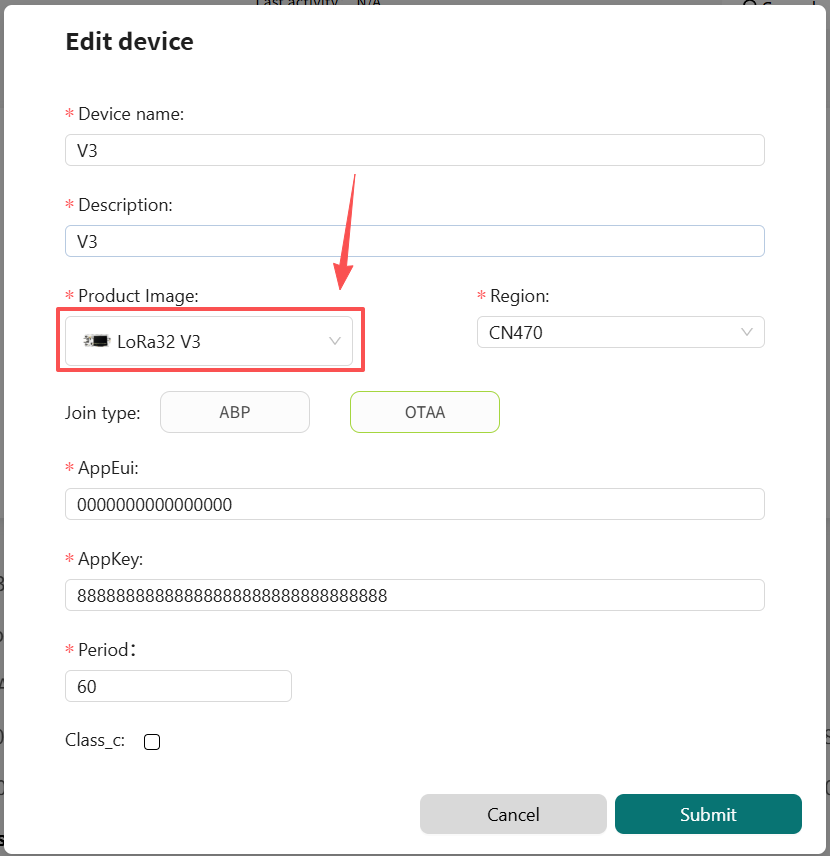 Last activity N/A
Edit device
* Device name:
V3
* Description:
V3
* Product Image:
* Region:
LoRa32 V3
CN470
Join type:
ABP
OTAA
* AppEui:
0000000000000000
* AppKey:
88888888888888888888888888888888
* Period:
60
Class_c:
Cancel
Submit